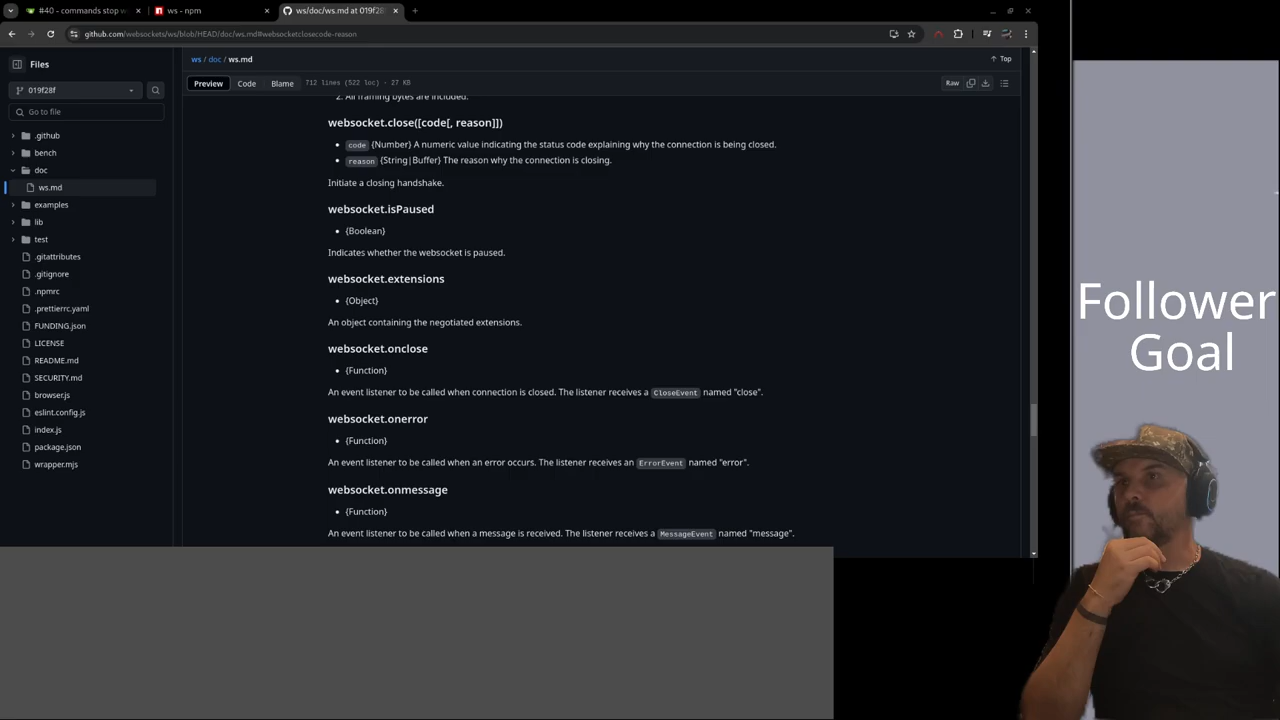 #40 - commands stop w
ws - npm
ws/doc/ws.md at 019f28f
github.com/websockets/ws/blob/HEAD/doc/ws.md#websocketclosecode-reason
Files
019f28f
Go to file
.github
bench
doc
ws.md
examples
lib
test
.gitattributes
.gitignore
.npmrc
.prettierrc.yaml
FUNDING.json
LICENSE
README.md
SECURITY.md
browser.js
eslint.config.js
index.js
package.json
wrapper.mjs
ws / doc / ws.md
Top
Preview
Code
Blame
712 lines (522 loc) · 27 KB
Raw
2. All framing bytes are included.
websocket.close([code[, reason]])
• code {Number} A numeric value indicating the status code explaining why the connection is being closed.
• reason {String|Buffer} The reason why the connection is closing.
Initiate a closing handshake.
websocket.isPaused
• {Boolean}
Indicates whether the websocket is paused.
websocket.extensions
• {Object}
An object containing the negotiated extensions.
websocket.onclose
• {Function}
An event listener to be called when connection is closed. The listener receives a CloseEvent named "close".
websocket.onerror
• {Function}
An event listener to be called when an error occurs. The listener receives an ErrorEvent named "error".
websocket.onmessage
• {Function}
An event listener to be called when a message is received. The listener receives a MessageEvent named "message".
Follower
Goal